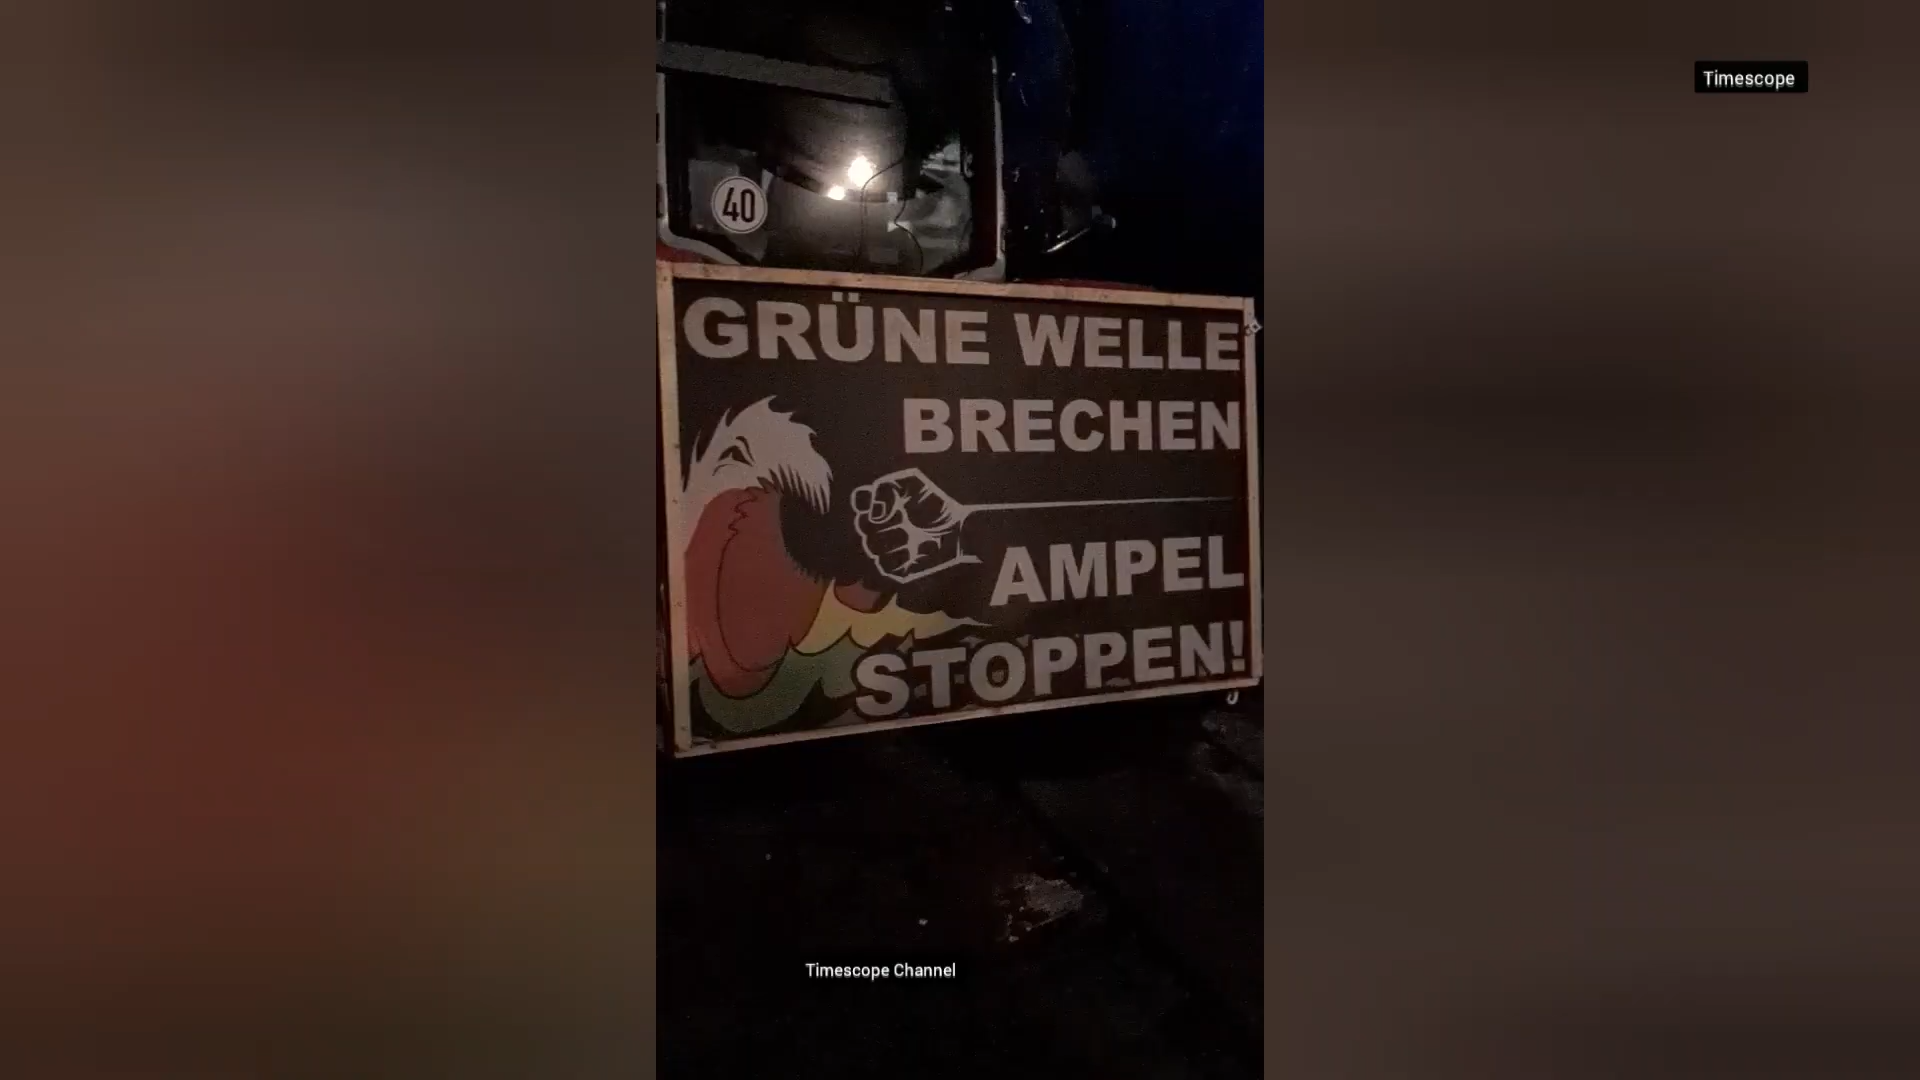 Timescope
40
GRÜNE WELLE
BRECHEN
AMPEL
STOPPEN!
Timescope Channel